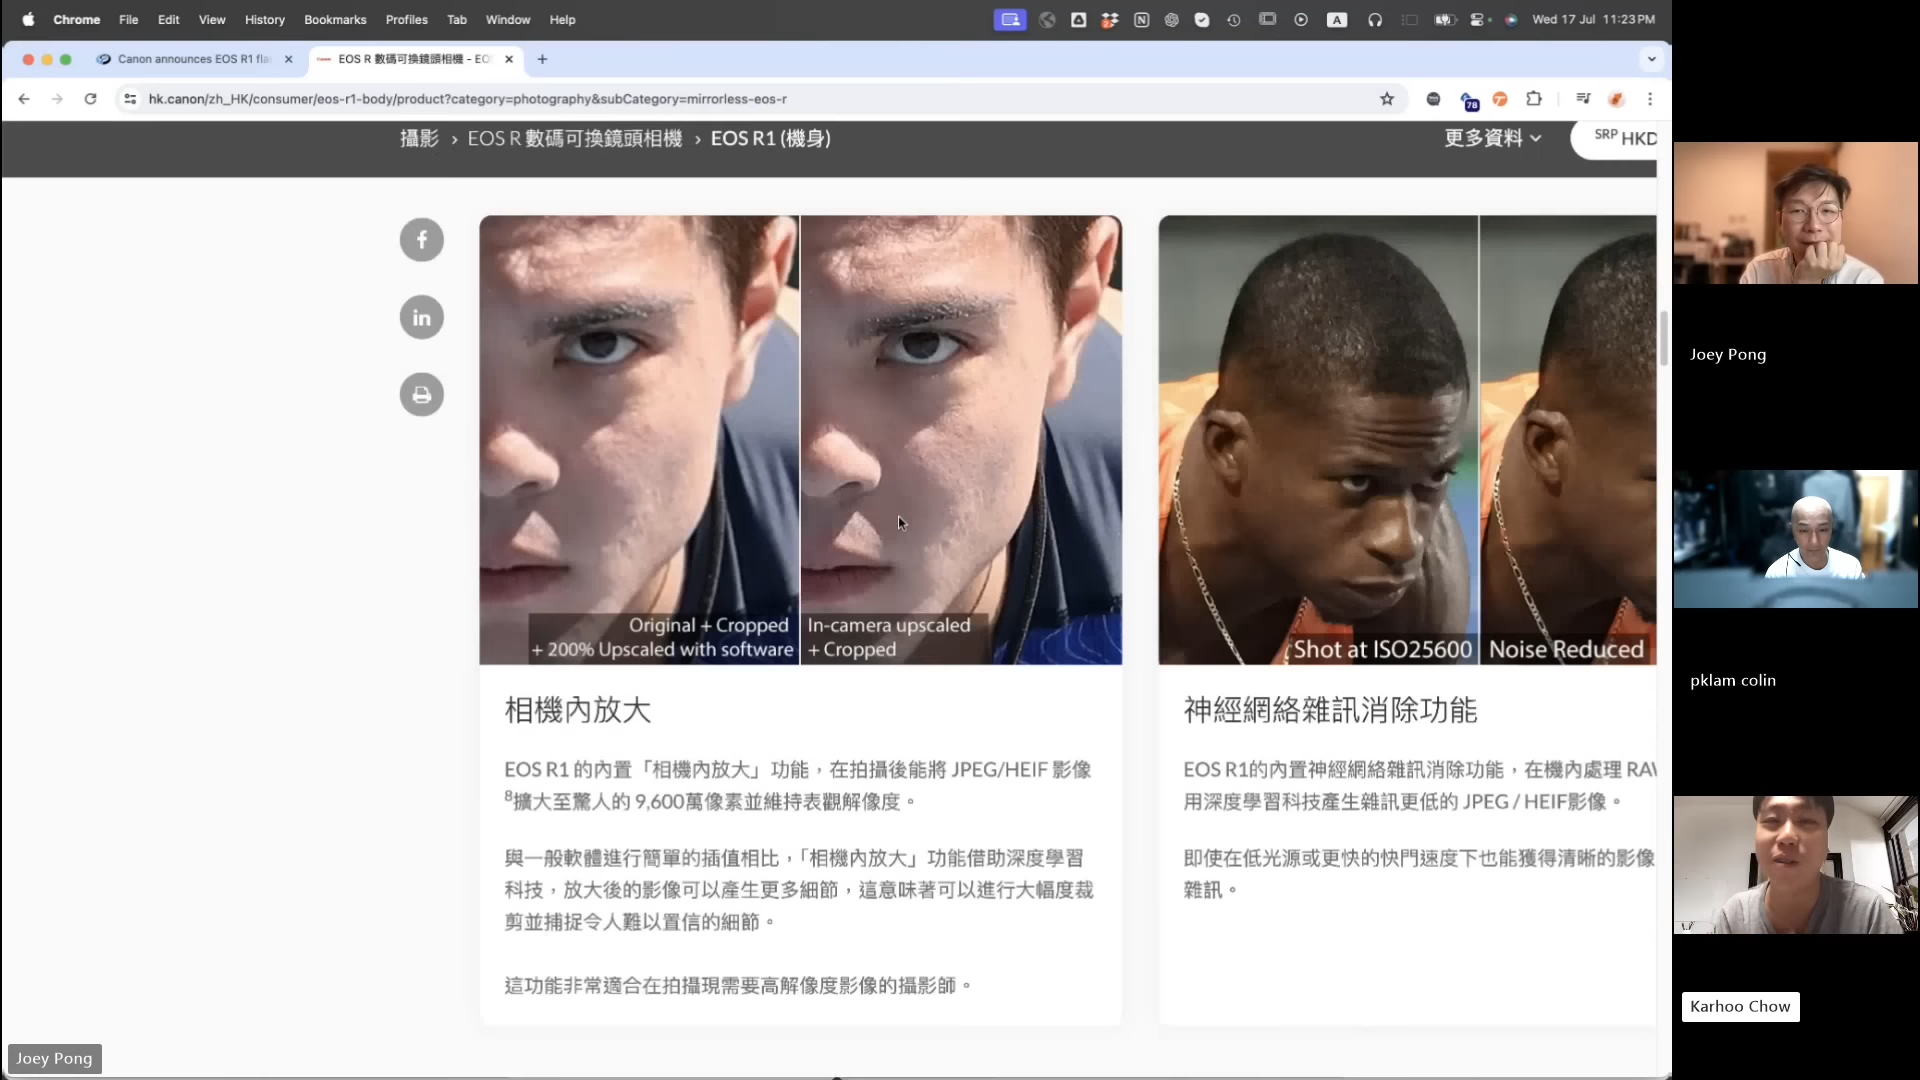 Chrome File Edit View History Bookmarks Profiles Tab Window Help
A Wed 17 Jul 11:23 PM
Canon announces EOS R1 fla
EOS R 數碼可換鏡頭相機 - EO
hk.canon/zh_HK/consumer/eos-r1-body/product?category=photography&subCategory=mirrorless-eos-r
78
攝影 › EOS R 數碼可換鏡頭相機 › EOS R1 (機身)
更多資料
SRP HKD
Original + Cropped
+ 200% Upscaled with software
In-camera upscaled
+ Cropped
Shot at ISO25600
Noise Reduced
相機內放大
EOS R1 的內置「相機內放大」功能，在拍攝後能將 JPEG/HEIF 影像
8擴大至驚人的 9,600萬像素並維持表觀解像度。
與一般軟體進行簡單的插值相比，「相機內放大」功能借助深度學習
科技，放大後的影像可以產生更多細節，這意味著可以進行大幅度裁
剪並捕捉令人難以置信的細節。
這功能非常適合在拍攝現需要高解像度影像的攝影師。
神經網絡雜訊消除功能
EOS R1的內置神經網絡雜訊消除功能，在機內處理 RAW
用深度學習科技產生雜訊更低的 JPEG / HEIF影像。
即使在低光源或更快的快門速度下也能獲得清晰的影像
雜訊。
Joey Pong
Joey Pong
pklam colin
Karhoo Chow